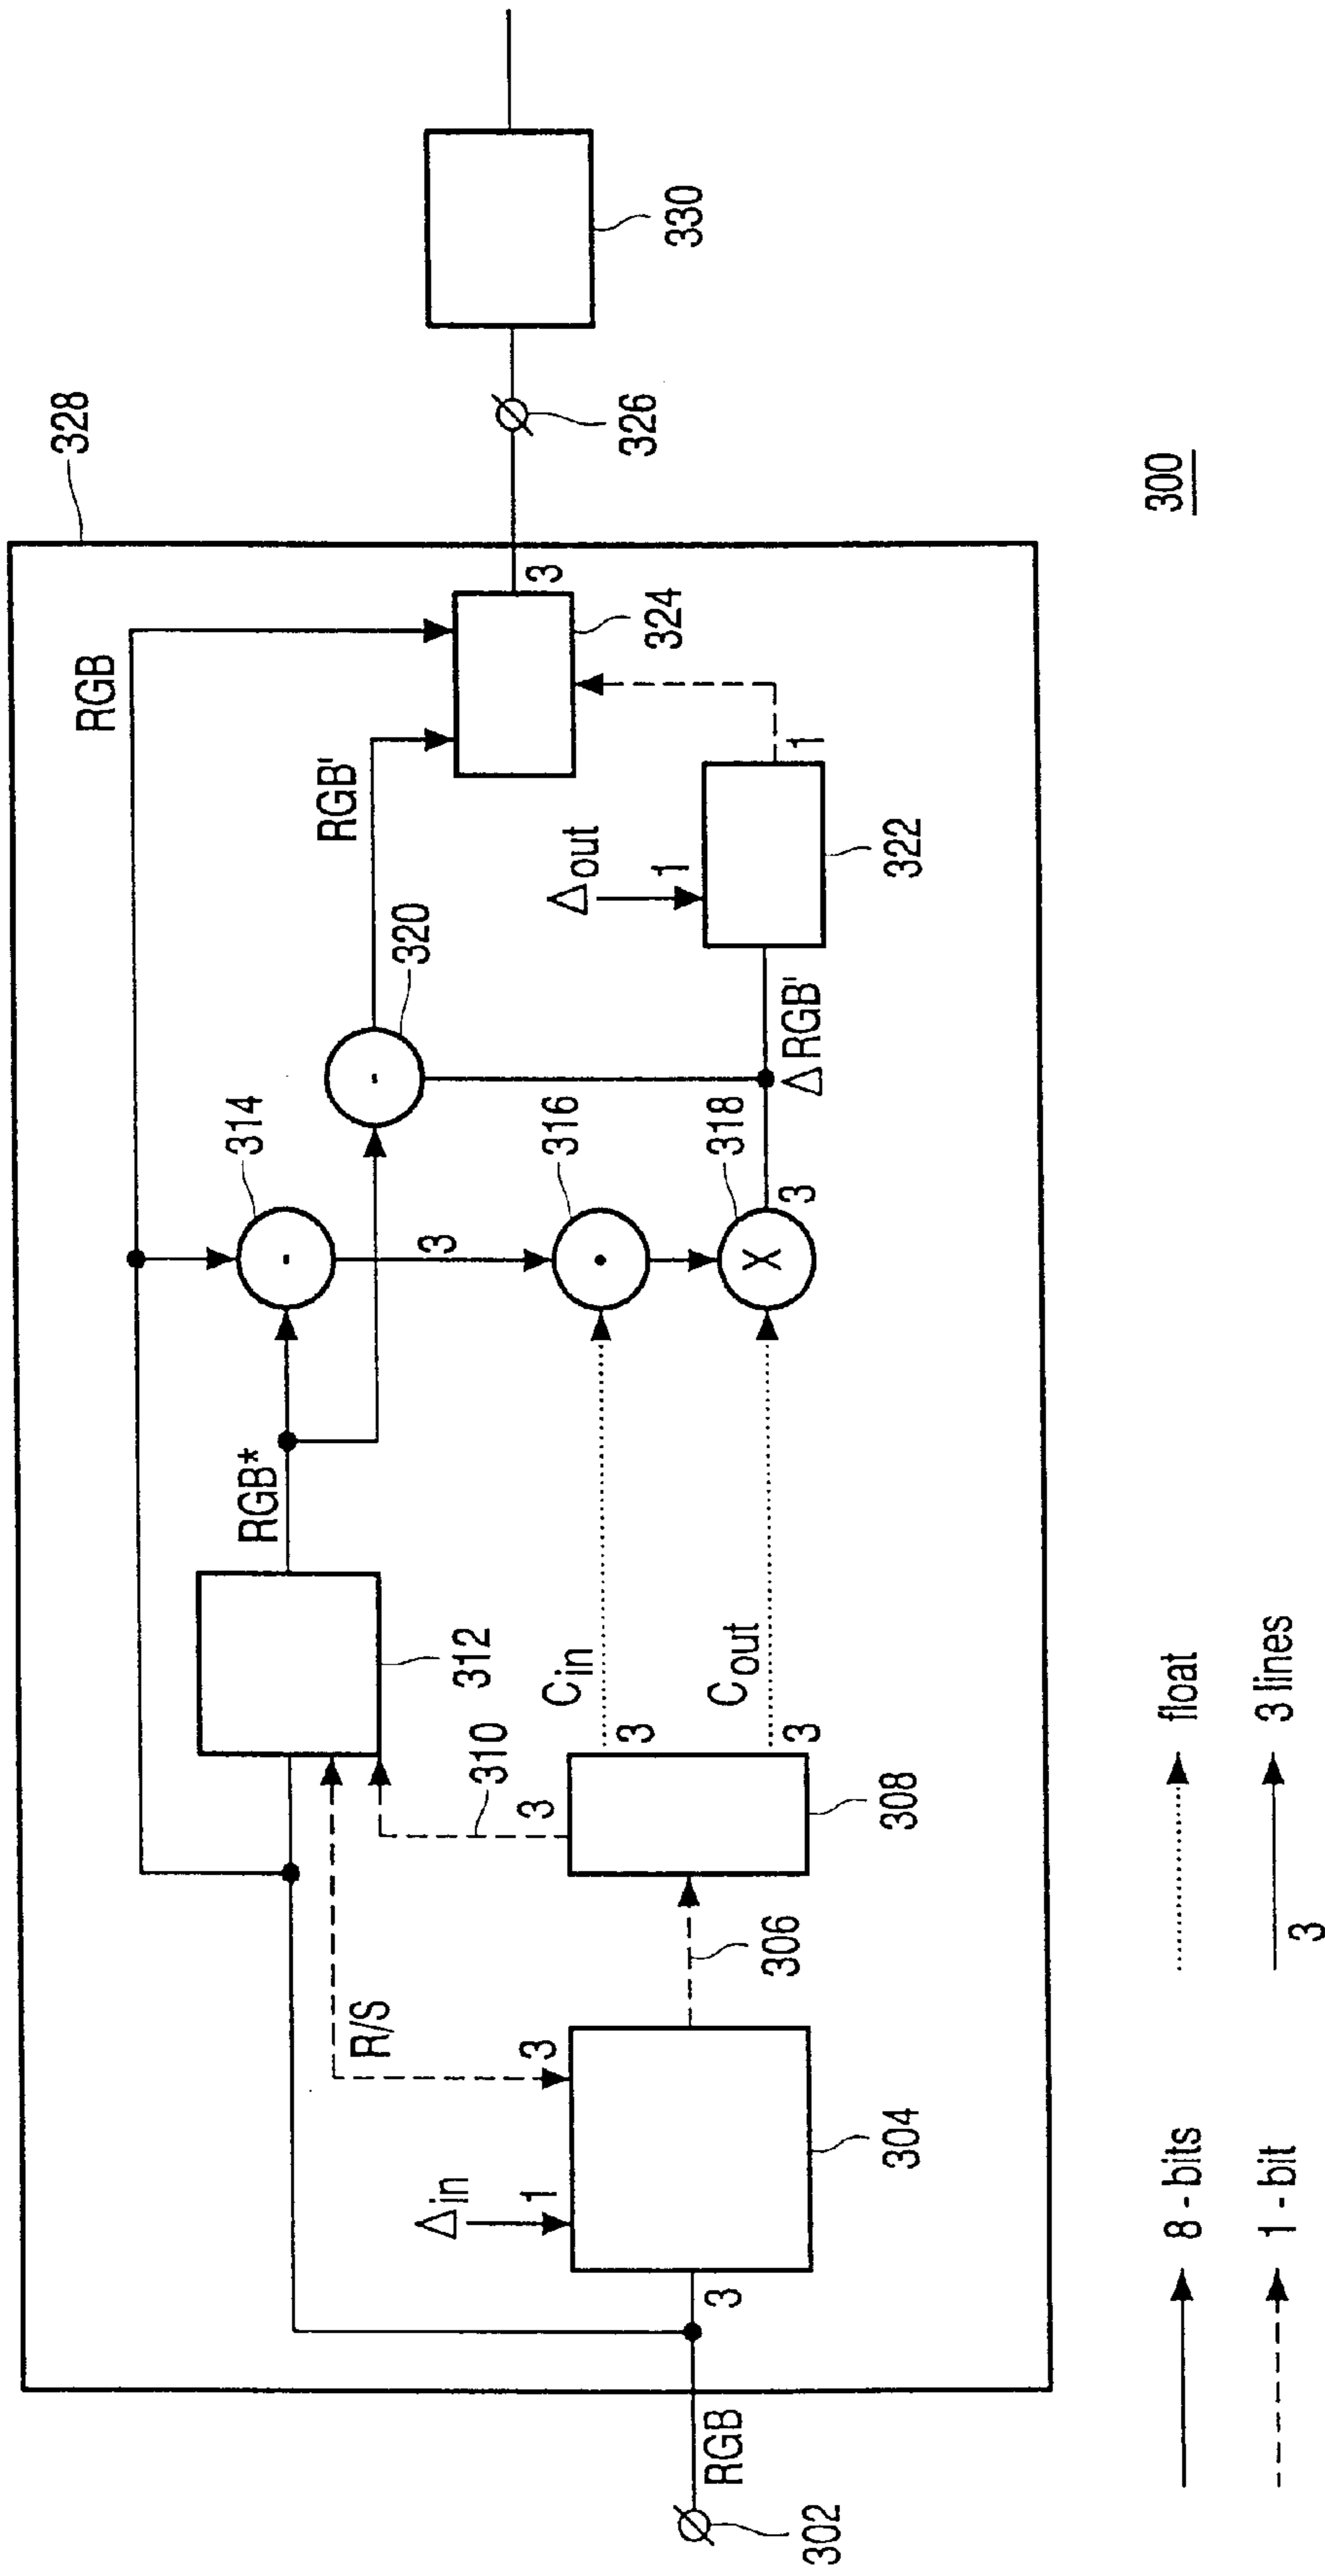 328
RGB
RGB*
314
RGB'
320
3
324
326
330
312
R/S
310
3
3
316
Δin
1
3
Cin
3
Δout
1
322
1
318
306
Cout
3
3
ΔRGB'
308
304
3
RGB
302
300
8 - bits
float
1 - bit
3
3 lines